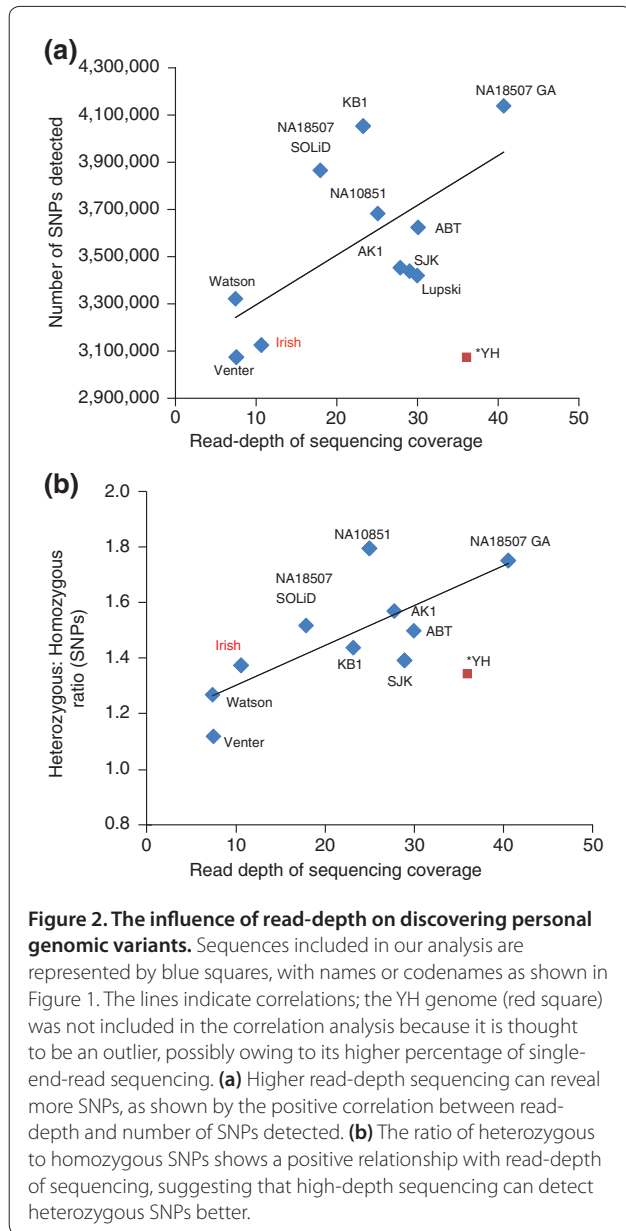 (a)
4,300,000
4,100,000
3,900,000
3,700,000
3,500,000
3,300,000
3,100,000
2,900,000
Number of SNPs detected
KB1
NA18507 GA
NA18507
SOLiD
NA10851
ABT
AK1
SJK
Lupski
Watson
Irish
Venter
*YH
0
10
20
30
40
50
Read-depth of sequencing coverage
(b)
2.0
1.8
1.6
1.4
1.2
1.0
0.8
Heterozygous: Homozygous
ratio (SNPs)
NA10851
NA18507 GA
NA18507
SOLiD
AK1
ABT
Irish
KB1
SJK
*YH
Watson
Venter
0
10
20
30
40
50
Read depth of sequencing coverage
Figure 2. The influence of read-depth on discovering personal
genomic variants. Sequences included in our analysis are
represented by blue squares, with names or codenames as shown in
Figure 1. The lines indicate correlations; the YH genome (red square)
was not included in the correlation analysis because it is thought
to be an outlier, possibly owing to its higher percentage of single-
end-read sequencing. (a) Higher read-depth sequencing can reveal
more SNPs, as shown by the positive correlation between read-
depth and number of SNPs detected. (b) The ratio of heterozygous
to homozygous SNPs shows a positive relationship with read-depth
of sequencing, suggesting that high-depth sequencing can detect
heterozygous SNPs better.